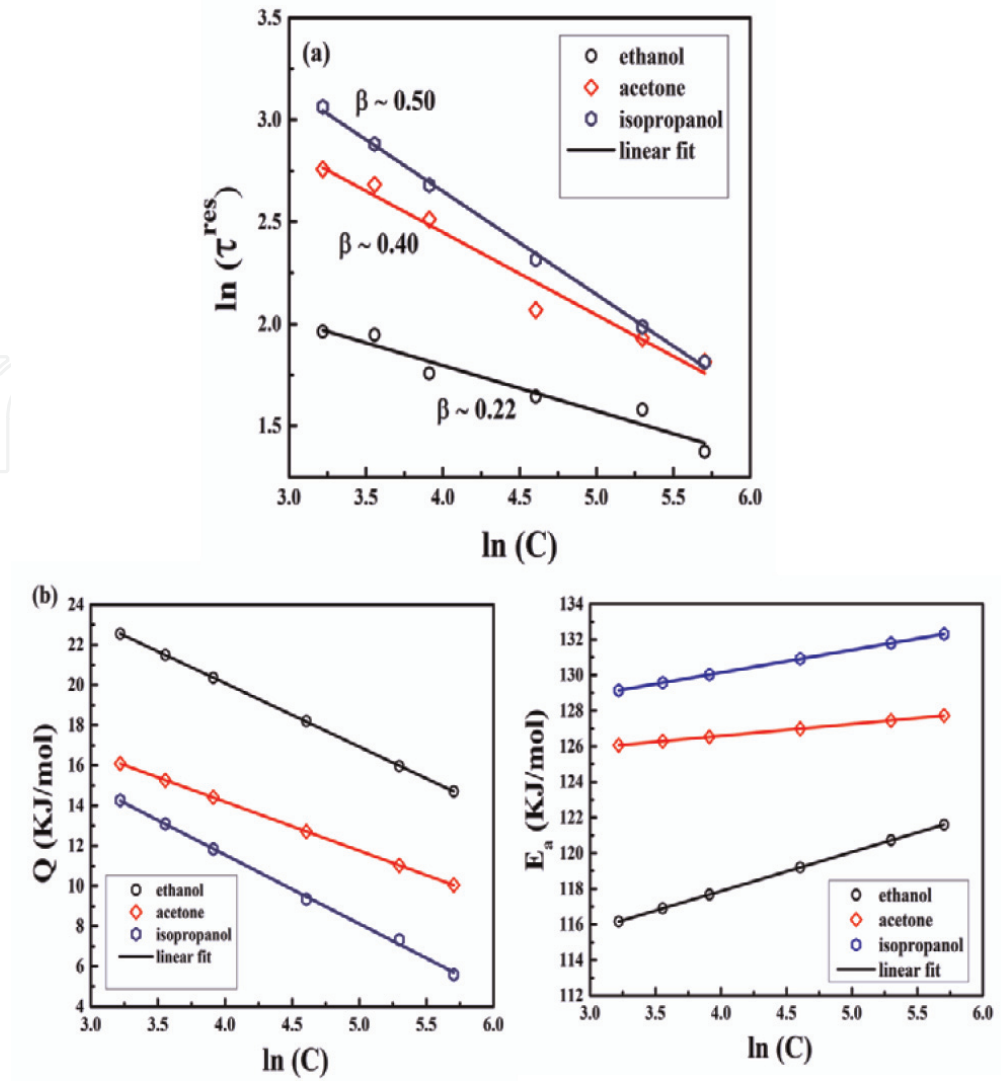 (a)
ln (τ^res)
3.5
3.0
2.5
2.0
1.5
β ~ 0.50
β ~ 0.40
β ~ 0.22
ethanol
acetone
isopropanol
linear fit
3.0 3.5 4.0 4.5 5.0 5.5 6.0
ln (C)
(b)
Q (KJ/mol)
24
22
20
18
16
14
12
10
8
6
4
ethanol
acetone
isopropanol
linear fit
3.0 3.5 4.0 4.5 5.0 5.5 6.0
ln (C)
E_a (KJ/mol)
134
132
130
128
126
124
122
120
118
116
114
112
ethanol
acetone
isopropanol
linear fit
3.0 3.5 4.0 4.5 5.0 5.5 6.0
ln (C)